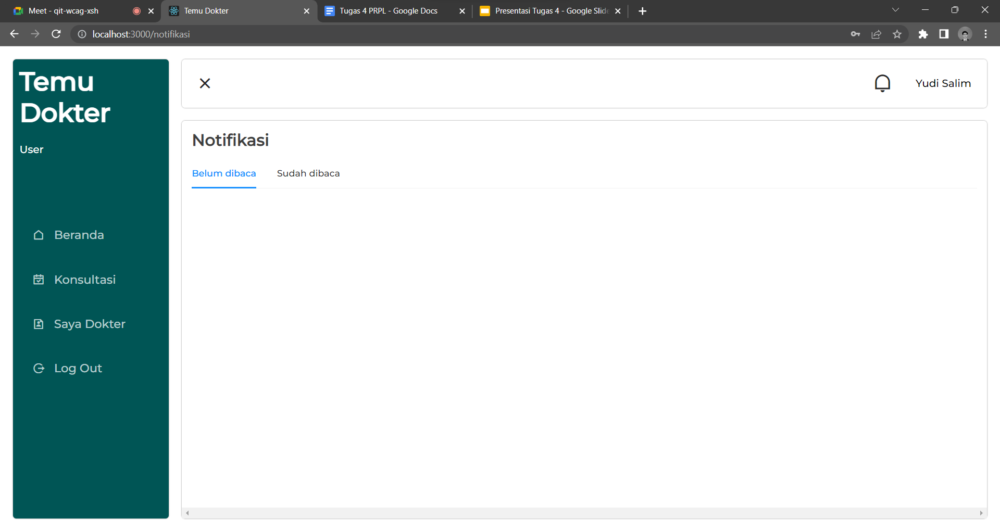 Meet - qit-wcag-xsh
Temu Dokter
Tugas 4 PRPL - Google Docs
Presentasi Tugas 4 - Google Slide
localhost:3000/notifikasi
Temu
Dokter
User
Beranda
Konsultasi
Saya Dokter
Log Out
Yudi Salim
Notifikasi
Belum dibaca
Sudah dibaca